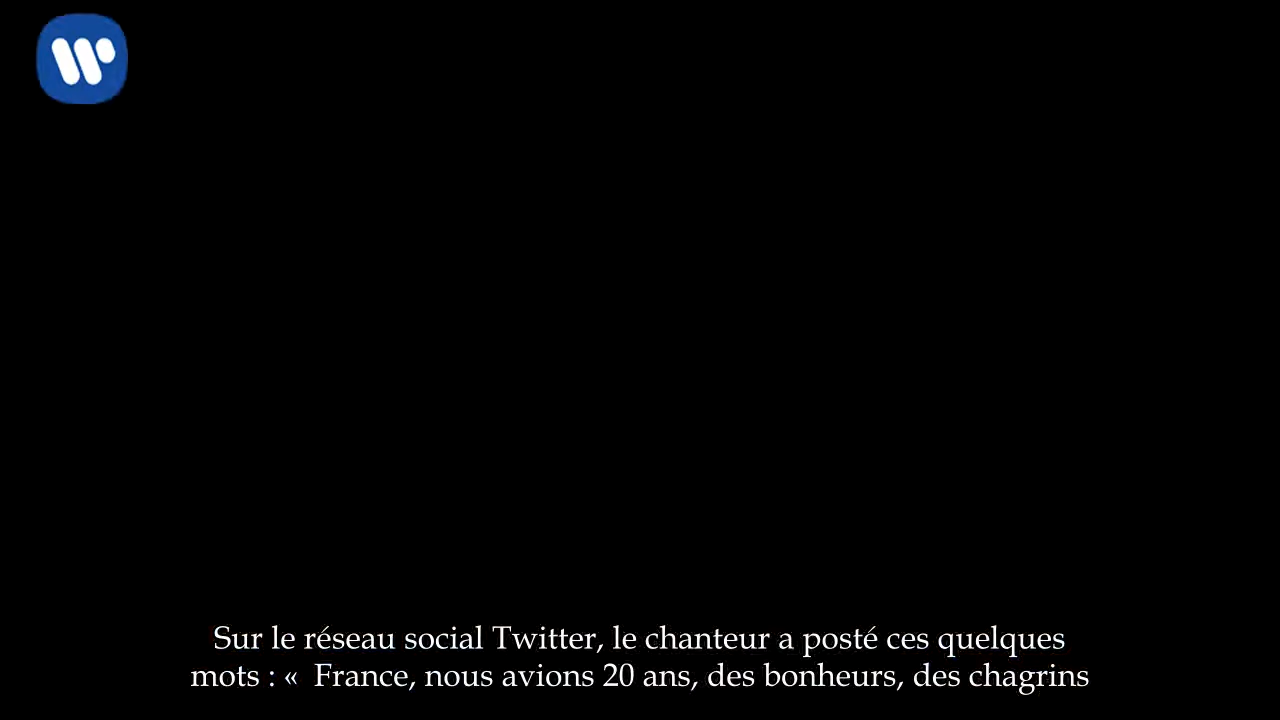 Sur le réseau social Twitter, le chanteur a posté ces quelques
mots : «  France, nous avions 20 ans, des bonheurs, des chagrins